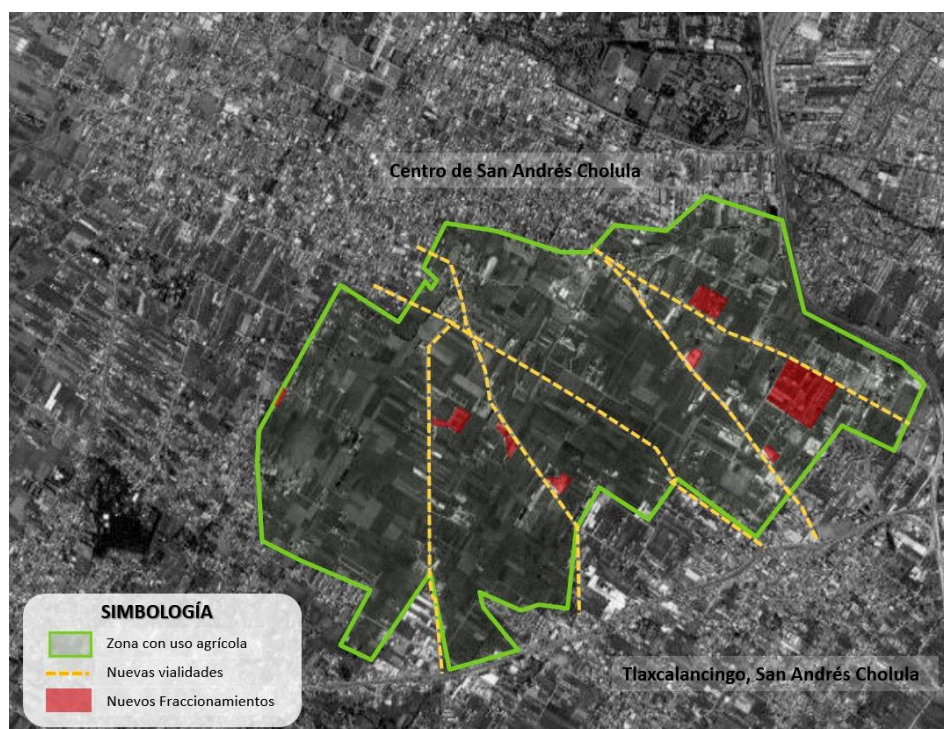 Centro de San Andrés Cholula
SIMBOLOGÍA
Zona con uso agrícola
Nuevas vialidades
Nuevos Fraccionamientos
Tlaxcalancingo, San Andrés Cholula